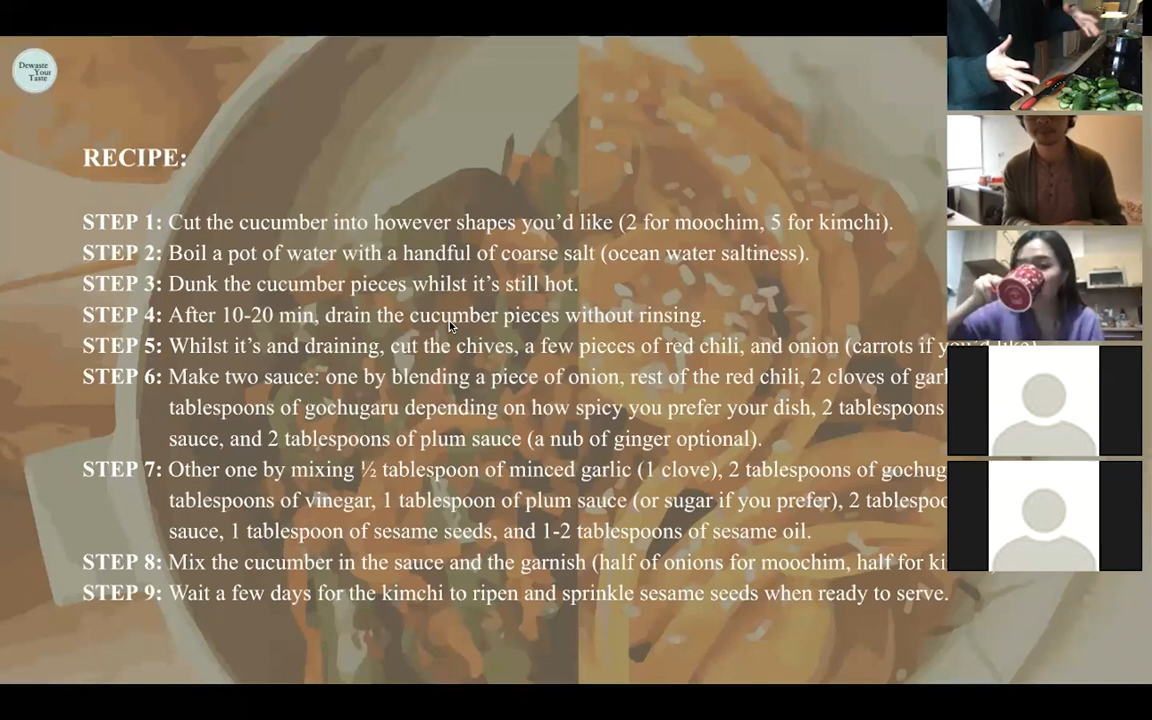 Dewaste
Your
Taste
RECIPE:
STEP 1: Cut the cucumber into however shapes you'd like (2 for moochim, 5 for kimchi).
STEP 2: Boil a pot of water with a handful of coarse salt (ocean water saltiness).
STEP 3: Dunk the cucumber pieces whilst it's still hot.
STEP 4: After 10-20 min, drain the cucumber pieces without rinsing.
STEP 5: Whilst it's and draining, cut the chives, a few pieces of red chili, and onion (carrots if you'd like)
STEP 6: Make two sauce: one by blending a piece of onion, rest of the red chili, 2 cloves of
tablespoons of gochugaru depending on how spicy you prefer your dish, 2 tablespoons
sauce, and 2 tablespoons of plum sauce (a nub of ginger optional).
STEP 7: Other one by mixing ½ tablespoon of minced garlic (1 clove), 2 tablespoons of
tablespoons of vinegar, 1 tablespoon of plum sauce (or sugar if you prefer), 2
sauce, 1 tablespoon of sesame seeds, and 1-2 tablespoons of sesame oil.
STEP 8: Mix the cucumber in the sauce and the garnish (half of onions for moochim, half for
STEP 9: Wait a few days for the kimchi to ripen and sprinkle sesame seeds when ready to serve.